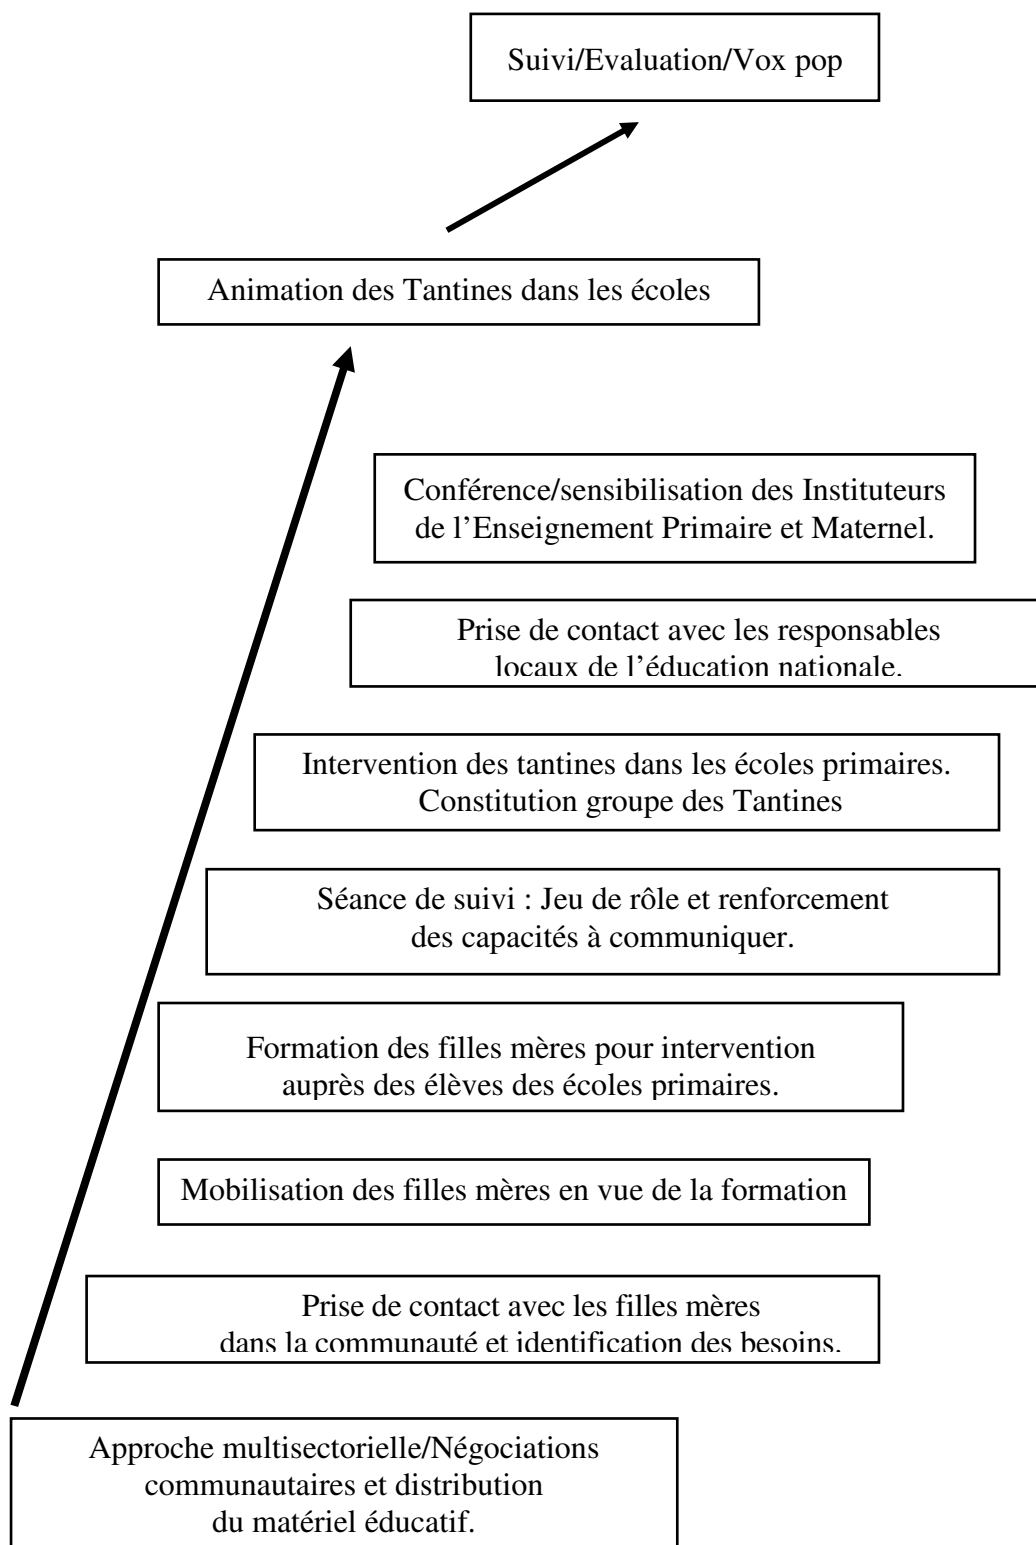 Suivi/Evaluation/Vox pop
Animation des Tantines dans les écoles
Conférence/sensibilisation des Instituteurs
de l’Enseignement Primaire et Maternel.
Prise de contact avec les responsables
locaux de l’éducation nationale.
Intervention des tantines dans les écoles primaires.
Constitution groupe des Tantines
Séance de suivi : Jeu de rôle et renforcement
des capacités à communiquer.
Formation des filles mères pour intervention
auprès des élèves des écoles primaires.
Mobilisation des filles mères en vue de la formation
Prise de contact avec les filles mères
dans la communauté et identification des besoins.
Approche multisectorielle/Négociations
communautaires et distribution
du matériel éducatif.